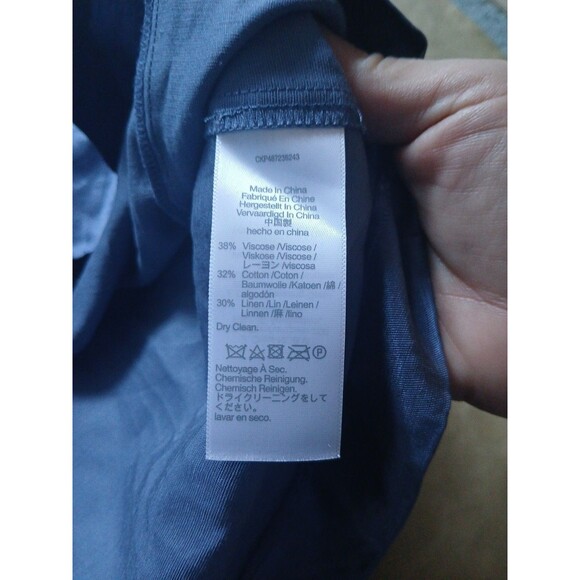 CKP487236243
Made In China
Fabriqué En Chine
Hergestellt In China
Vervaardigd In China
中国製
hecho en china
38% Viscose /Viscose /
Viskose /Viscose /
レーヨン /viscosa
32% Cotton /Coton /
Baumwolle /Katoen /綿 /
algodón
30% Linen /Lin /Leinen /
Linnen /麻 /lino
Dry Clean.
P
Nettoyage À Sec.
Chemische Reinigung.
Chemisch Reinigen.
ドライクリーニングをして
ください。
lavar en seco.